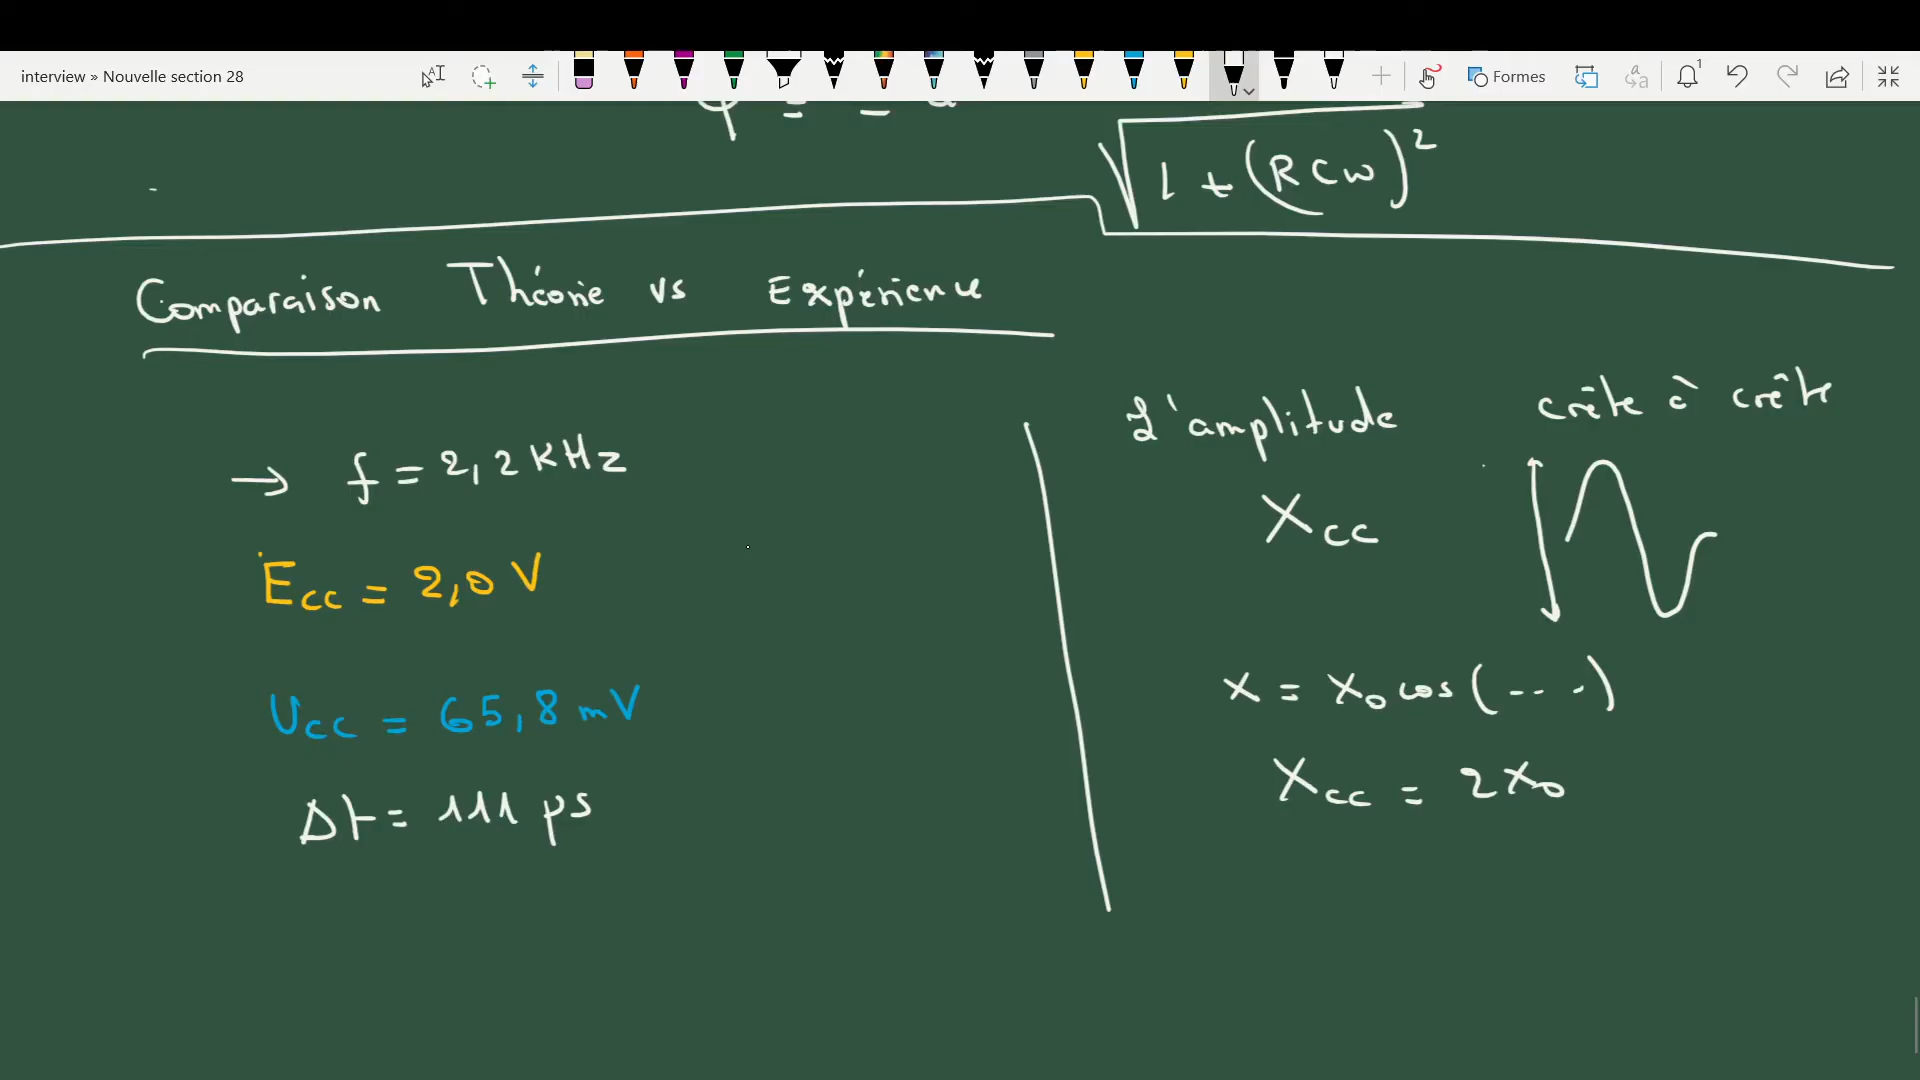 interview » Nouvelle section 28
Formes
1
φ = -
√1 + (RCω)²
Comparaison Théorie vs Expérience
→ f = 2,2 KHz
Ecc = 2,0 V
Ucc = 65,8 mV
Δt = 111 µs
L'amplitude crête à crête
Xcc
x = x₀ cos(----)
Xcc = 2x₀